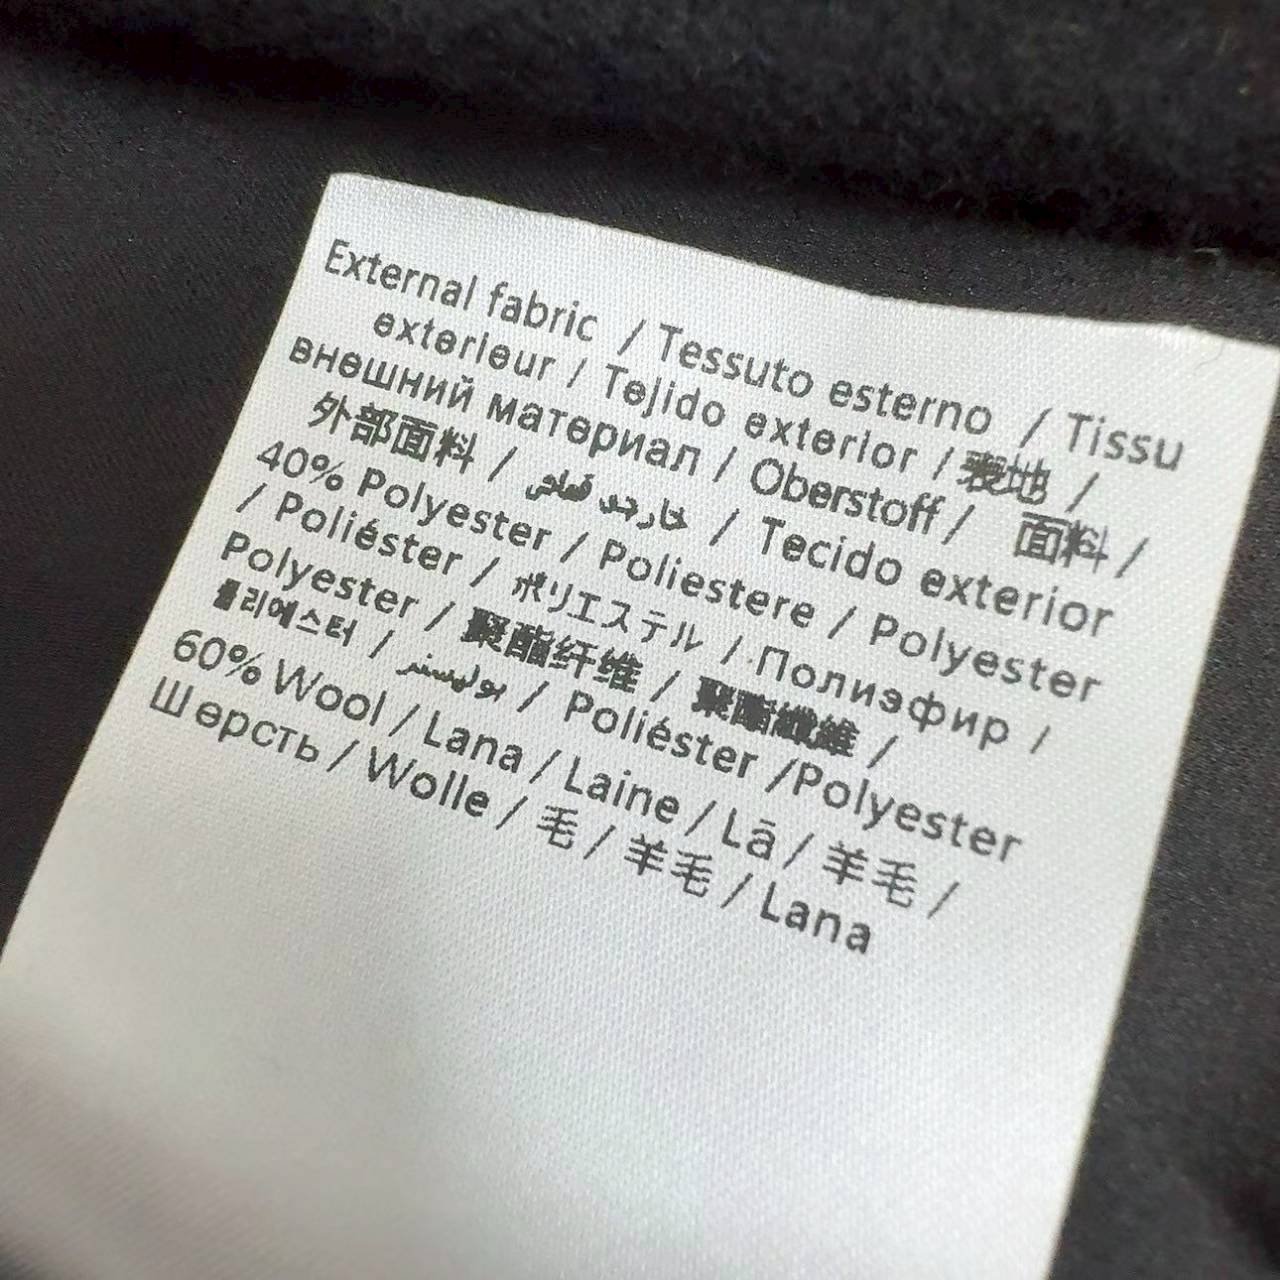 External fabric / Tessuto esterno / Tissu
exterieur / Tejido exterior / 表地 /
внешний материал / Oberstoff / 面料 /
外部面料 / خارجی قماش / Tecido exterior
40% Polyester / Poliestere / Polyester
/ Poliéster / ポリエステル / Полиэфир /
Polyester / 聚酯纤维 / 聚酯纖維 /
폴리에스터 / پولیستر / Poliéster /Polyester
60% Wool / Lana / Laine / Lã / 羊毛 /
Шерсть / Wolle / 毛 / 羊毛 / Lana